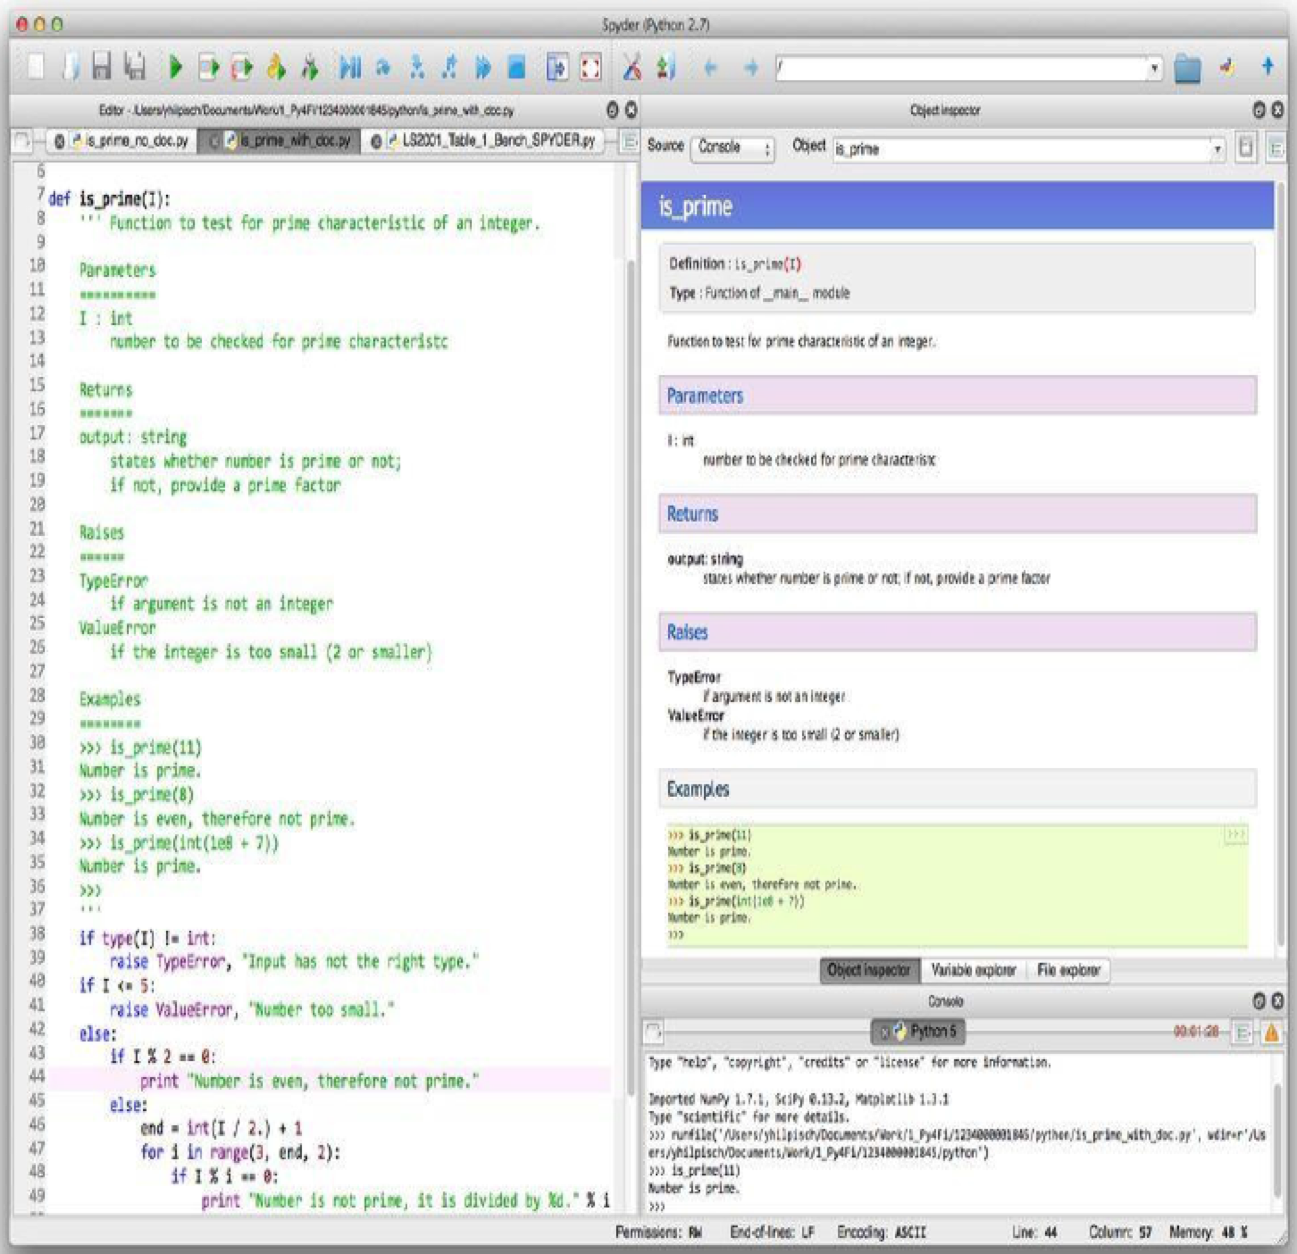 Spyder (Python 2.7)
Editor - /Users/yhilpisch/Documents/Work/1_Py4Fi/1234000001845/python/is_prime_with_doc.py
is_prime_no_doc.py
is_prime_with_doc.py
LS2001_Table_1_Bench_SPYDER.py
6
7 def is_prime(I):
8 ''' Function to test for prime characteristic of an integer.
9
10 Parameters
11 ==========
12 I : int
13 number to be checked for prime characteristc
14
15 Returns
16 =======
17 output: string
18 states whether number is prime or not;
19 if not, provide a prime factor
20
21 Raises
22 ======
23 TypeError
24 if argument is not an integer
25 ValueError
26 if the integer is too small (2 or smaller)
27
28 Examples
29 ========
30 >>> is_prime(11)
31 Number is prime.
32 >>> is_prime(8)
33 Number is even, therefore not prime.
34 >>> is_prime(int(1e8 + 7))
35 Number is prime.
36 >>>
37 '''
38 if type(I) != int:
39 raise TypeError, "Input has not the right type."
40 if I <= 5:
41 raise ValueError, "Number too small."
42 else:
43 if I % 2 == 0:
44 print "Number is even, therefore not prime."
45 else:
46 end = int(I / 2.) + 1
47 for i in range(3, end, 2):
48 if I % i == 0:
49 print "Number is not prime, it is divided by %d." % i
/
Object inspector
Source Console Object is_prime
is_prime
Definition : is_prime(I)
Type : Function of __main__ module
Function to test for prime characteristic of an integer.
Parameters
I : int
number to be checked for prime characteristc
Returns
output: string
states whether number is prime or not; if not, provide a prime factor
Raises
TypeError
if argument is not an integer
ValueError
if the integer is too small (2 or smaller)
Examples
>>> is_prime(11)
>>>
Number is prime.
>>> is_prime(8)
Number is even, therefore not prime.
>>> is_prime(int(1e8 + 7))
Number is prime.
>>>
Object inspector Variable explorer File explorer
Console
Python 6
00:01:28
Type "help", "copyright", "credits" or "license" for more information.
Imported NumPy 1.7.1, SciPy 0.13.2, Matplotlib 1.3.1
Type "scientific" for more details.
>>> runfile('/Users/yhilpisch/Documents/Work/1_Py4Fi/1234000001845/python/is_prime_with_doc.py', wdir=r'/Us
ers/yhilpisch/Documents/Work/1_Py4Fi/1234000001845/python')
>>> is_prime(11)
Number is prime.
>>>
Permissions: RW End-of-lines: LF Encoding: ASCII Line: 44 Column: 57 Memory: 48 %